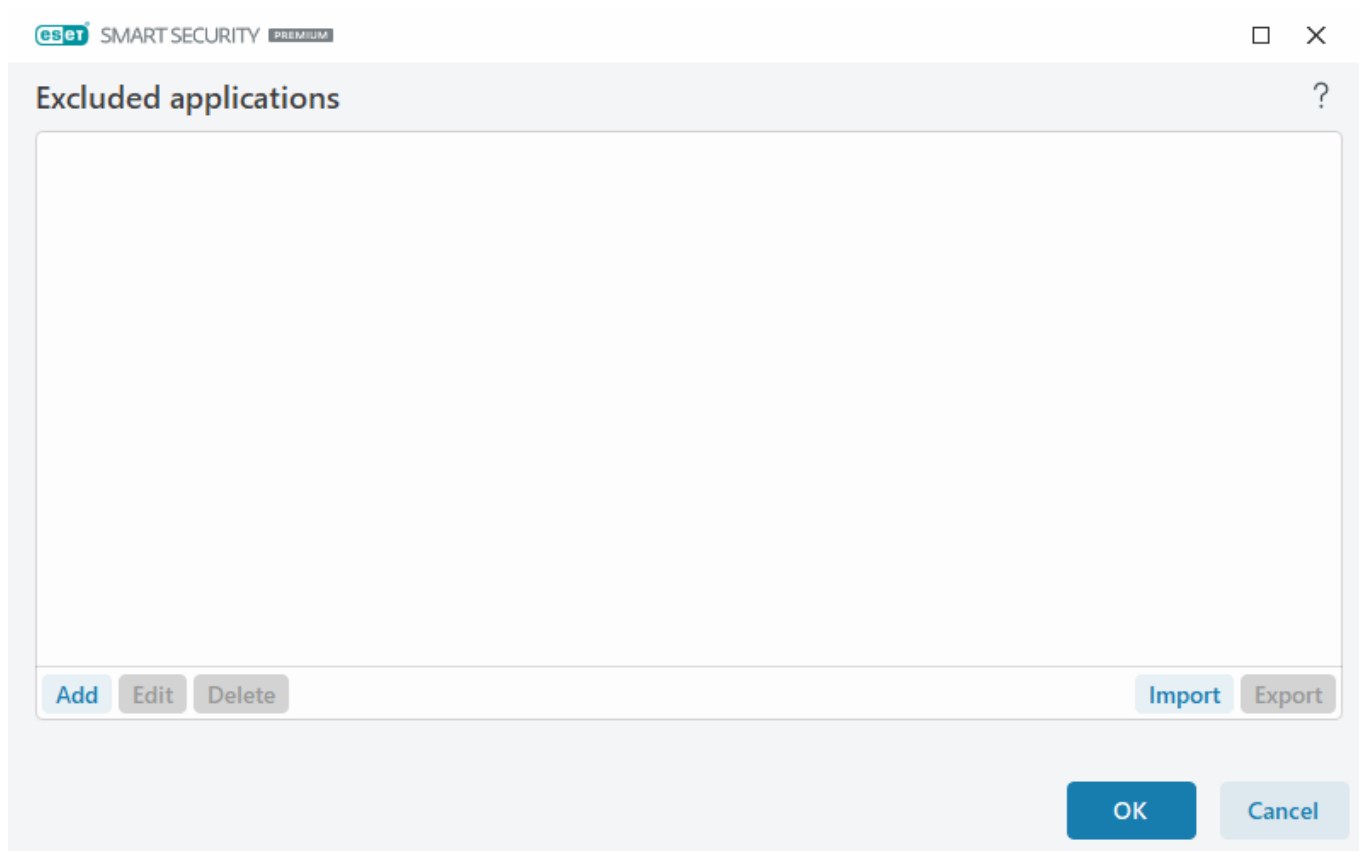 eset SMART SECURITY PREMIUM
Excluded applications ?
Add Edit Delete Import Export
OK Cancel